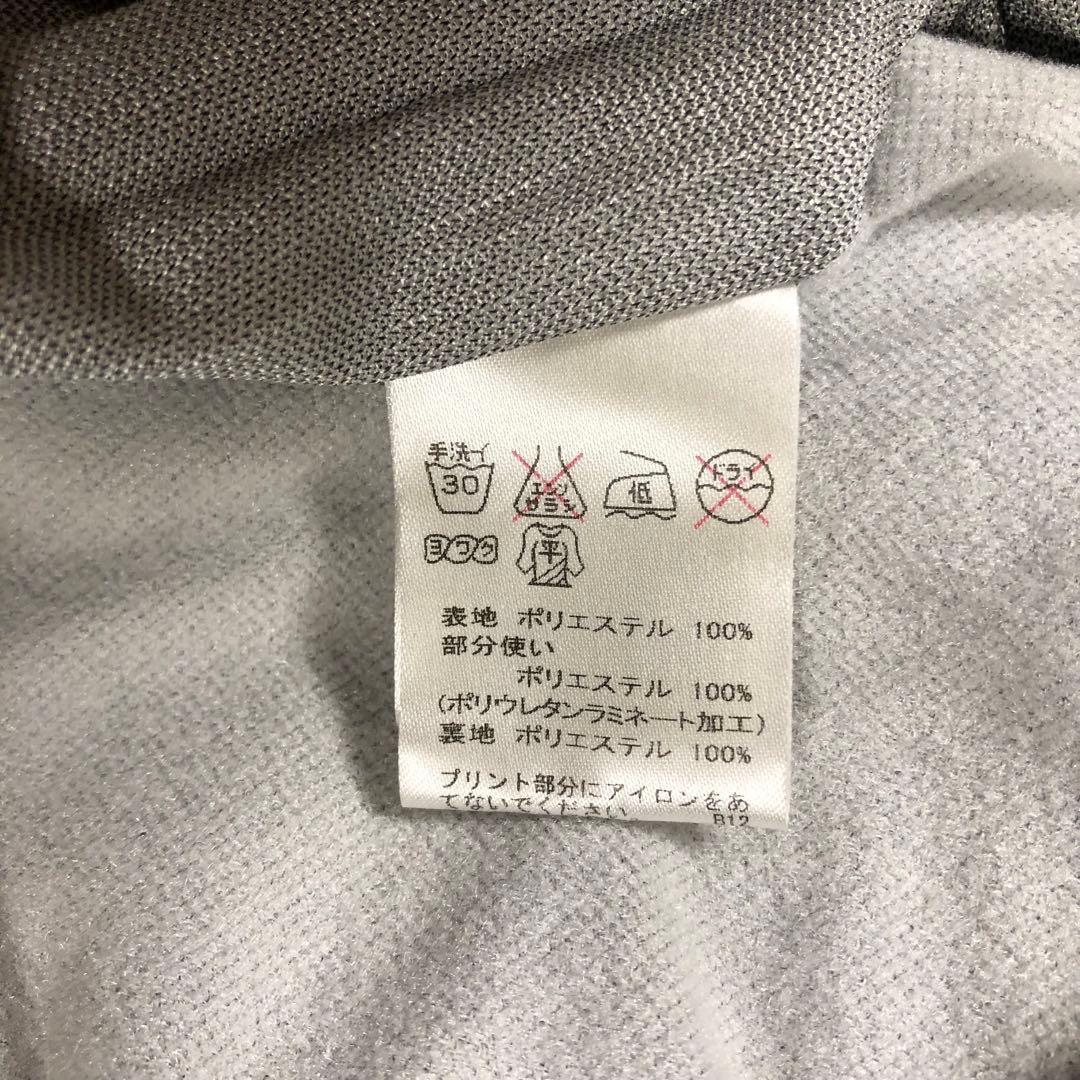 手洗イ
30
エンソ
サラシ
低
ドライ
ヨワク
平
表地 ポリエステル 100%
部分使い
ポリエステル 100%
(ポリウレタンラミネート加工)
裏地 ポリエステル 100%
プリント部分にアイロンをあ
てないでください。 B12